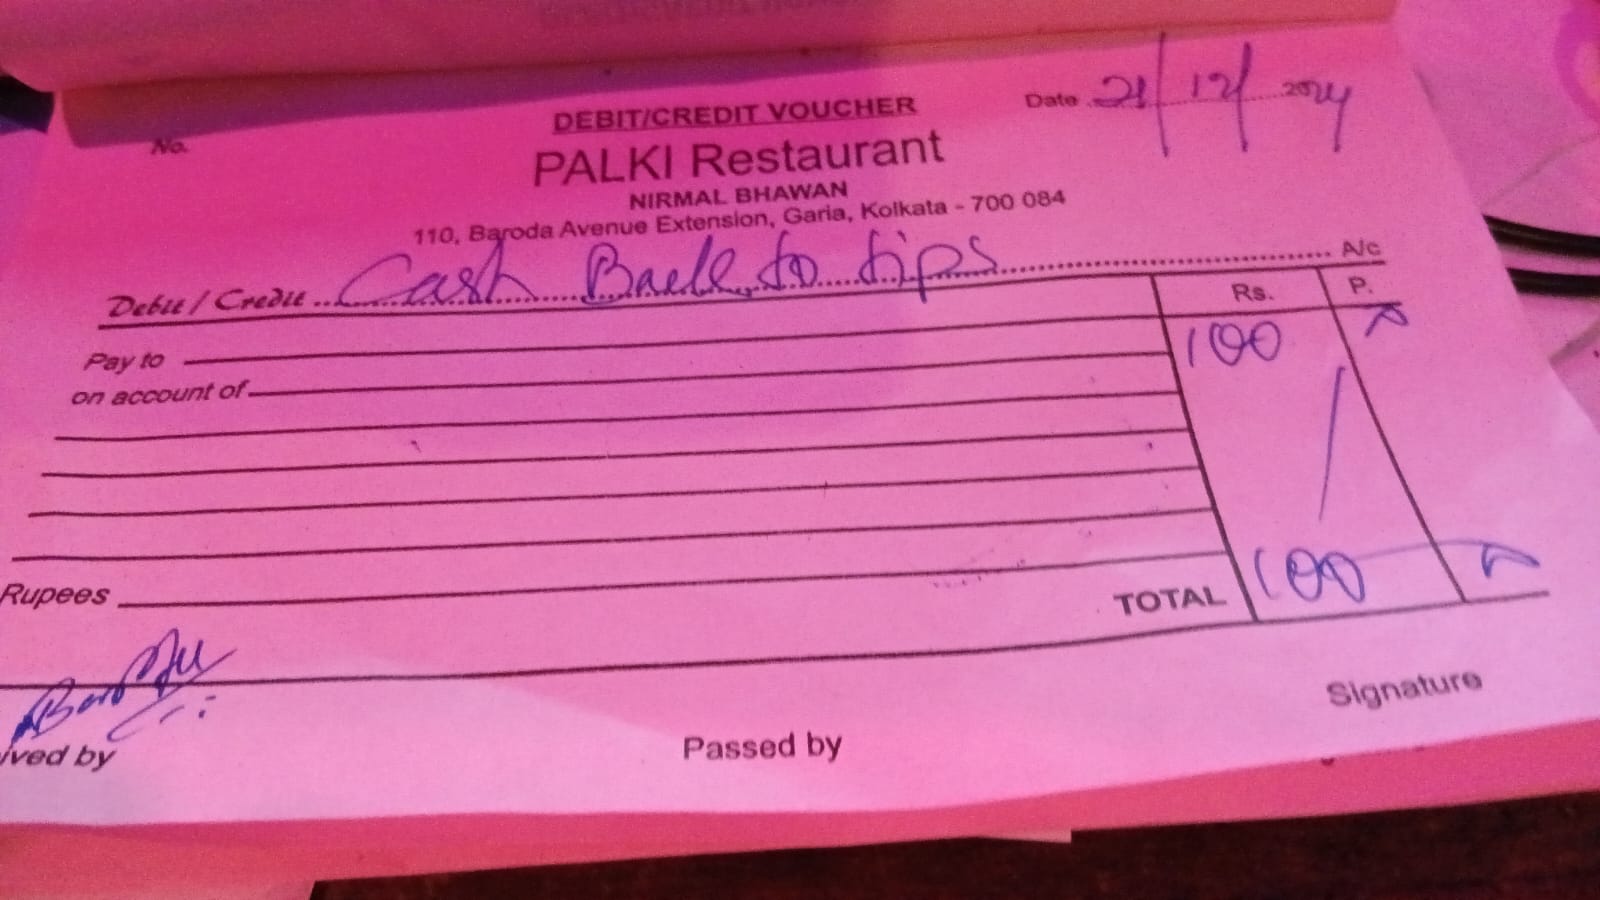 DEBIT/CREDIT VOUCHER
No.
Date 21/12/2024
PALKI Restaurant
NIRMAL BHAWAN
110, Baroda Avenue Extension, Garia, Kolkata - 700 084
Debit / Credit Cash Back to tips A/c
Rs. P.
Pay to 100
on account of
Rupees
TOTAL 100
ived by
Passed by
Signature